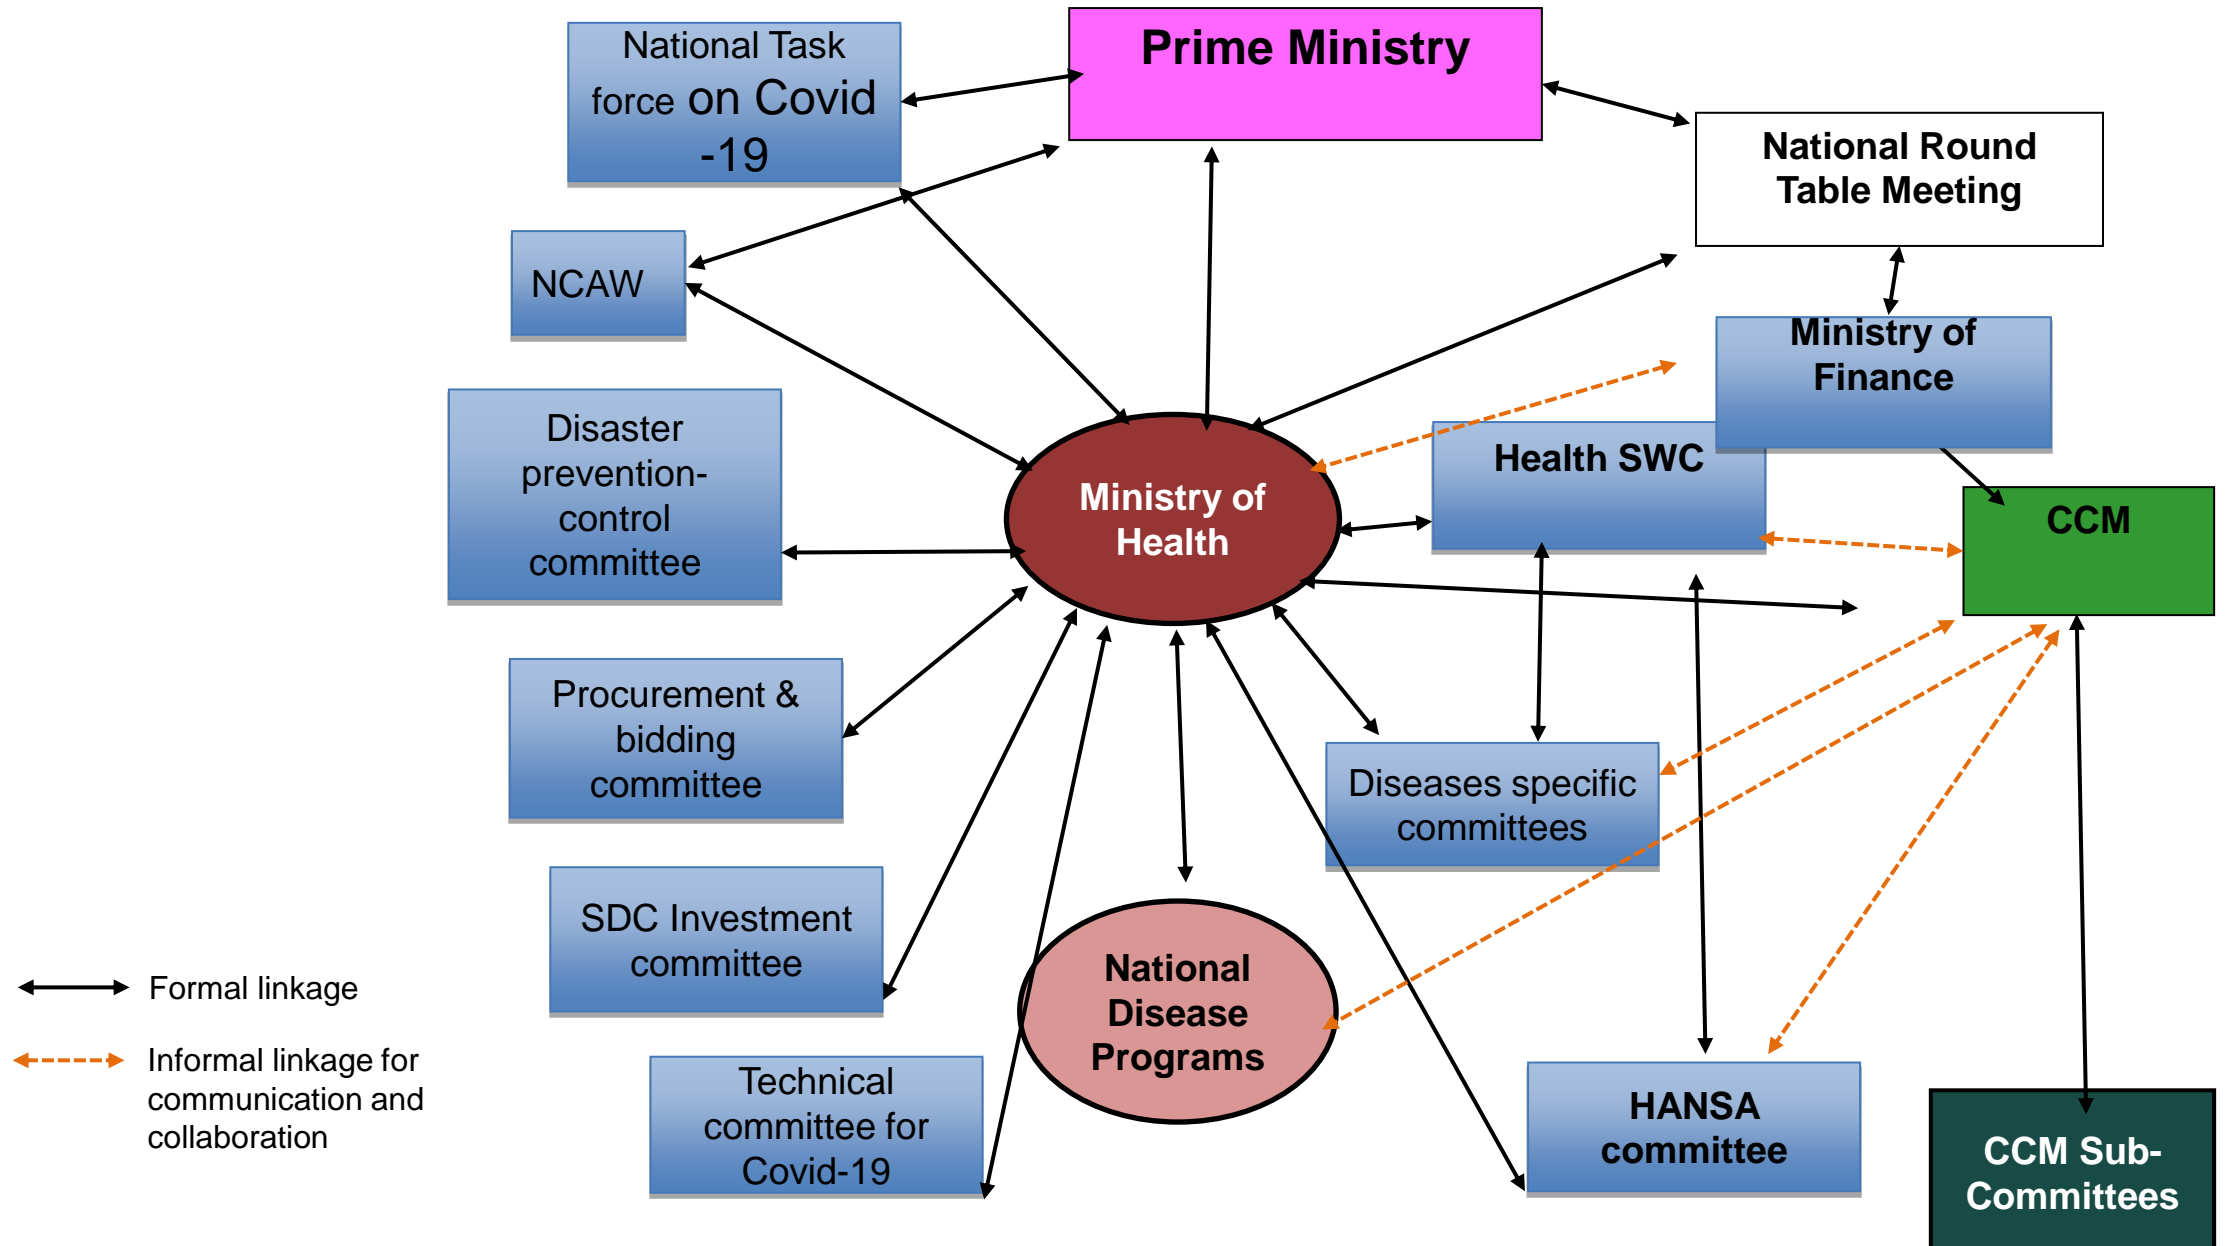 National Task
force on Covid
-19
Prime Ministry
National Round
Table Meeting
NCAW
Ministry of
Finance
Disaster
prevention-
control
committee
Health SWC
Ministry of
Health
CCM
Procurement &
bidding
committee
Diseases specific
committees
SDC Investment
committee
National
Disease
Programs
Formal linkage
Informal linkage for
communication and
collaboration
Technical
committee for
Covid-19
HANSA
committee
CCM Sub-
Committees